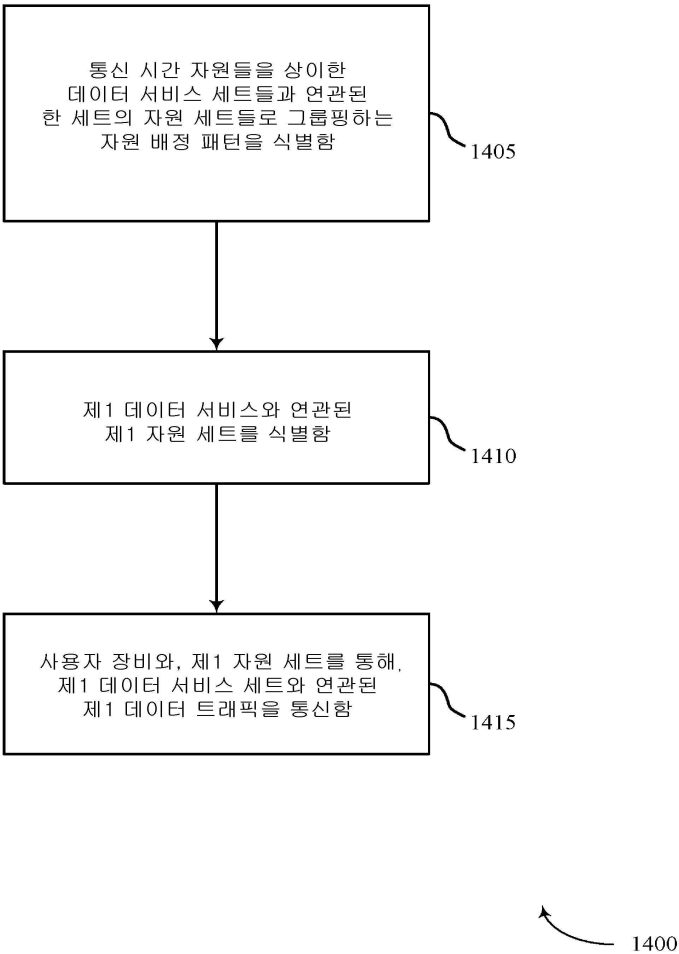 통신 시간 자원들을 상이한
데이터 서비스 세트들과 연관된
한 세트의 자원 세트들로 그룹핑하는
자원 배정 패턴을 식별함
1405
제1 데이터 서비스와 연관된
제1 자원 세트를 식별함
1410
사용자 장비와, 제1 자원 세트를 통해,
제1 데이터 서비스 세트와 연관된
제1 데이터 트래픽을 통신함
1415
1400